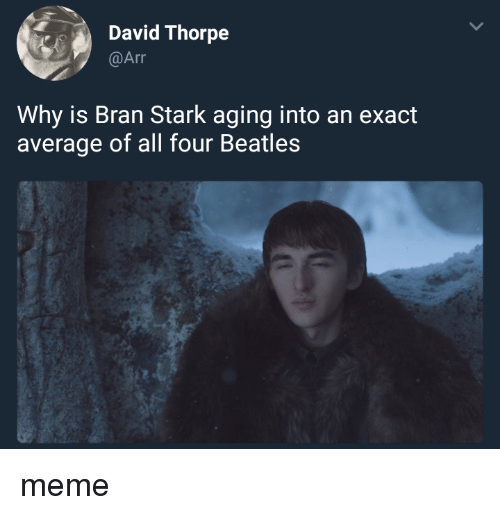 David Thorpe
@Arr
Why is Bran Stark aging into an exact
average of all four Beatles
meme